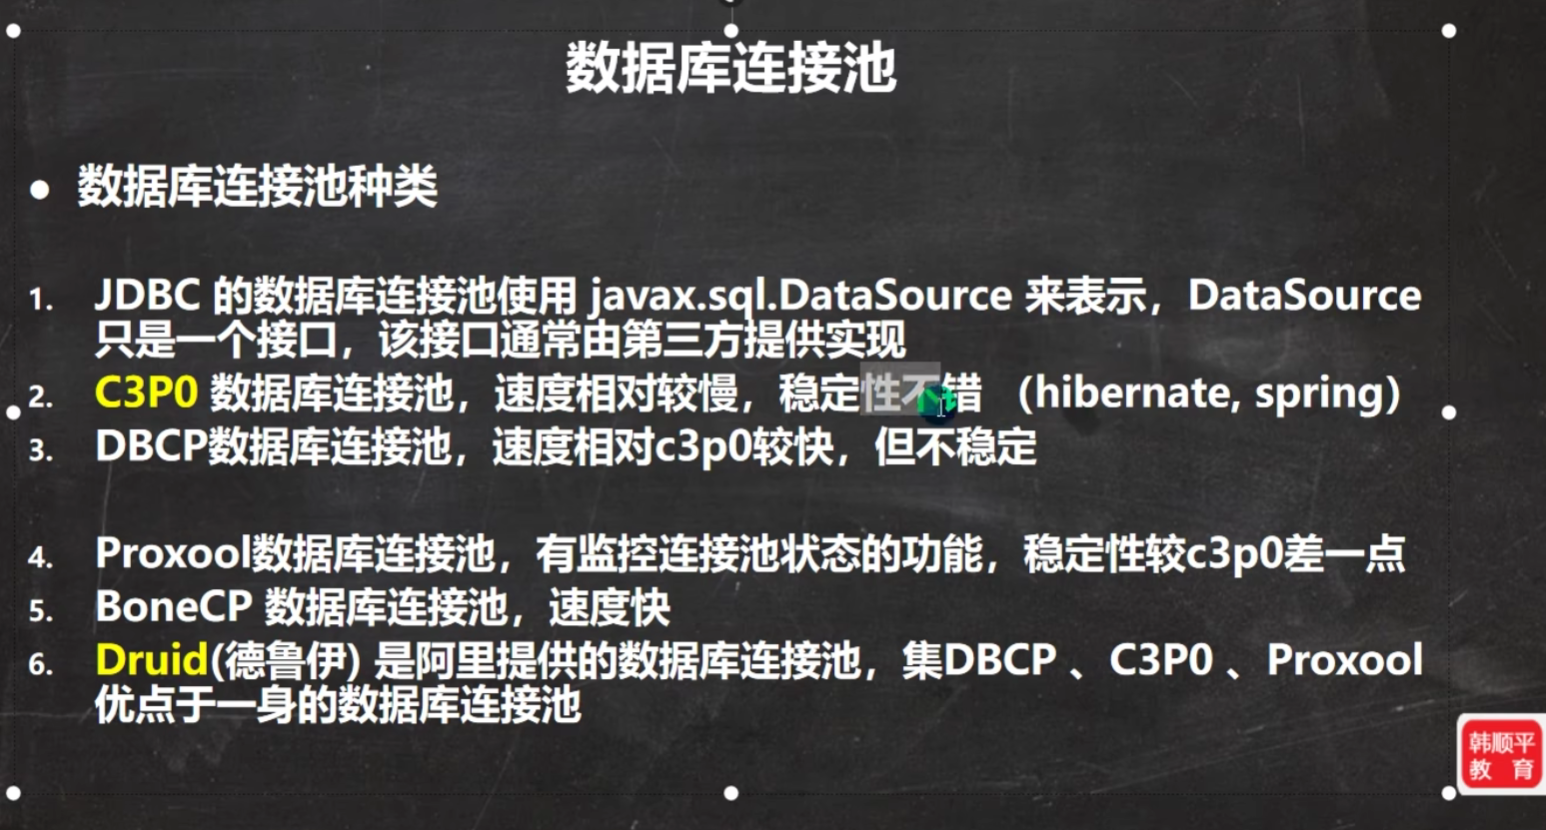 数据库连接池
● 数据库连接池种类
1. JDBC 的数据库连接池使用 javax.sql.DataSource 来表示，DataSource
只是一个接口，该接口通常由第三方提供实现
2. C3P0 数据库连接池，速度相对较慢，稳定性不错 （hibernate, spring）
3. DBCP数据库连接池，速度相对c3p0较快，但不稳定
4. Proxool数据库连接池，有监控连接池状态的功能，稳定性较c3p0差一点
5. BoneCP 数据库连接池，速度快
6. Druid(德鲁伊) 是阿里提供的数据库连接池，集DBCP 、C3P0 、Proxool
优点于一身的数据库连接池
韩顺平
教 育